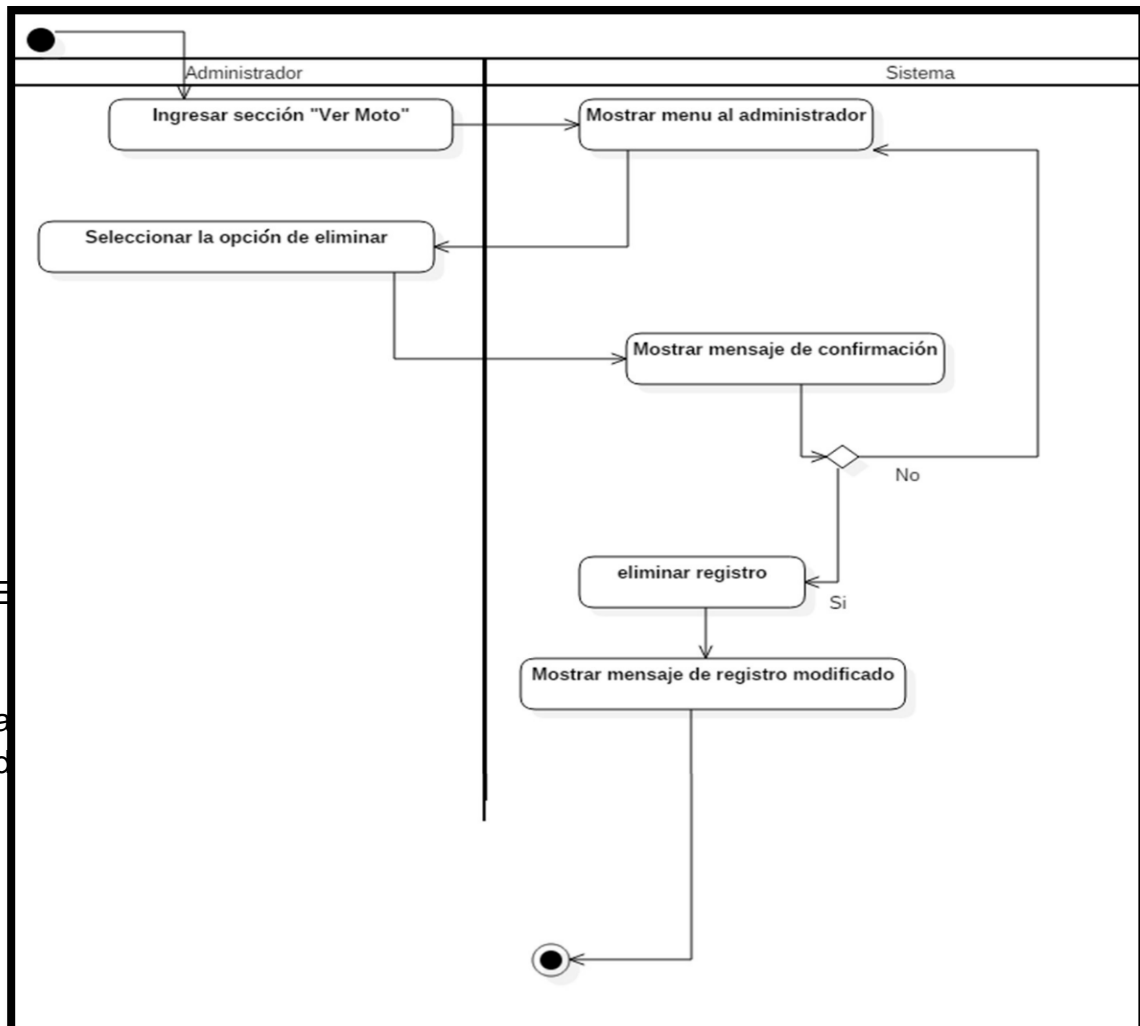 Administrador
Sistema
Ingresar sección "Ver Moto"
Mostrar menu al administrador
Seleccionar la opción de eliminar
Mostrar mensaje de confirmación
No
eliminar registro
Si
Mostrar mensaje de registro modificado